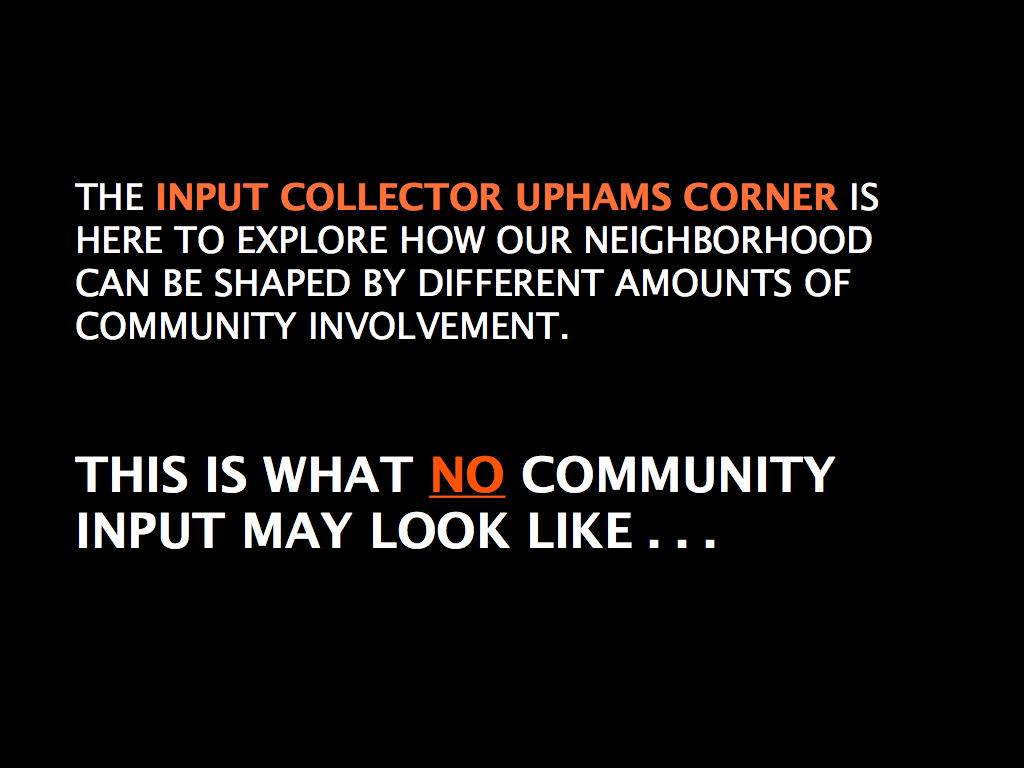 THE INPUT COLLECTOR UPHAMS CORNER IS
HERE TO EXPLORE HOW OUR NEIGHBORHOOD
CAN BE SHAPED BY DIFFERENT AMOUNTS OF
COMMUNITY INVOLVEMENT.
THIS IS WHAT NO COMMUNITY
INPUT MAY LOOK LIKE . . .